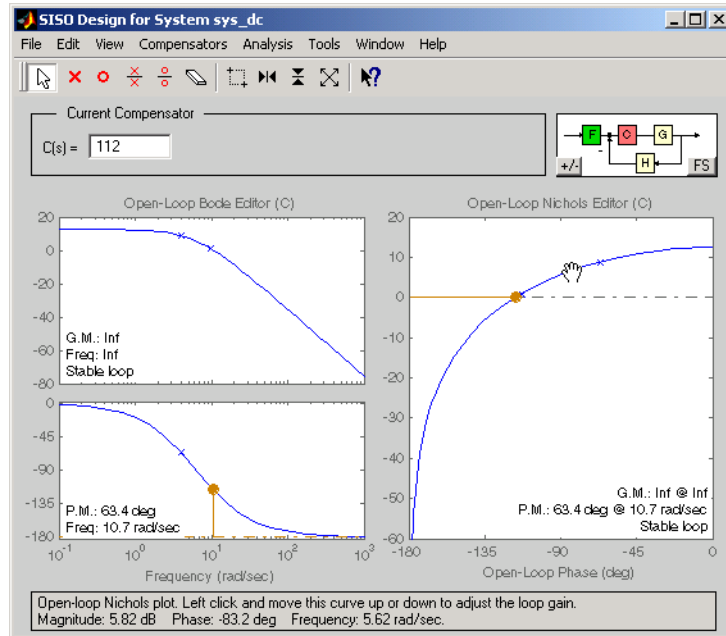 SISO Design for System sys_dc
File Edit View Compensators Analysis Tools Window Help
Current Compensator
C(s) = 112
F C G
H
+/- FS
Open-Loop Bode Editor (C)
20
0
-20
-40
-60
-80
G.M.: Inf
Freq: Inf
Stable loop
0
-45
-90
-135
-180
P.M.: 63.4 deg
Freq: 10.7 rad/sec
10^-1 10^0 10^1 10^2 10^3
Frequency (rad/sec)
Open-Loop Nichols Editor (C)
20
10
0
-10
-20
-30
-40
-50
-60
G.M.: Inf @ Inf
P.M.: 63.4 deg @ 10.7 rad/sec
Stable loop
-180 -135 -90 -45 0
Open-Loop Phase (deg)
Open-loop Nichols plot. Left click and move this curve up or down to adjust the loop gain.
Magnitude: 5.82 dB Phase: -83.2 deg Frequency: 5.62 rad/sec.